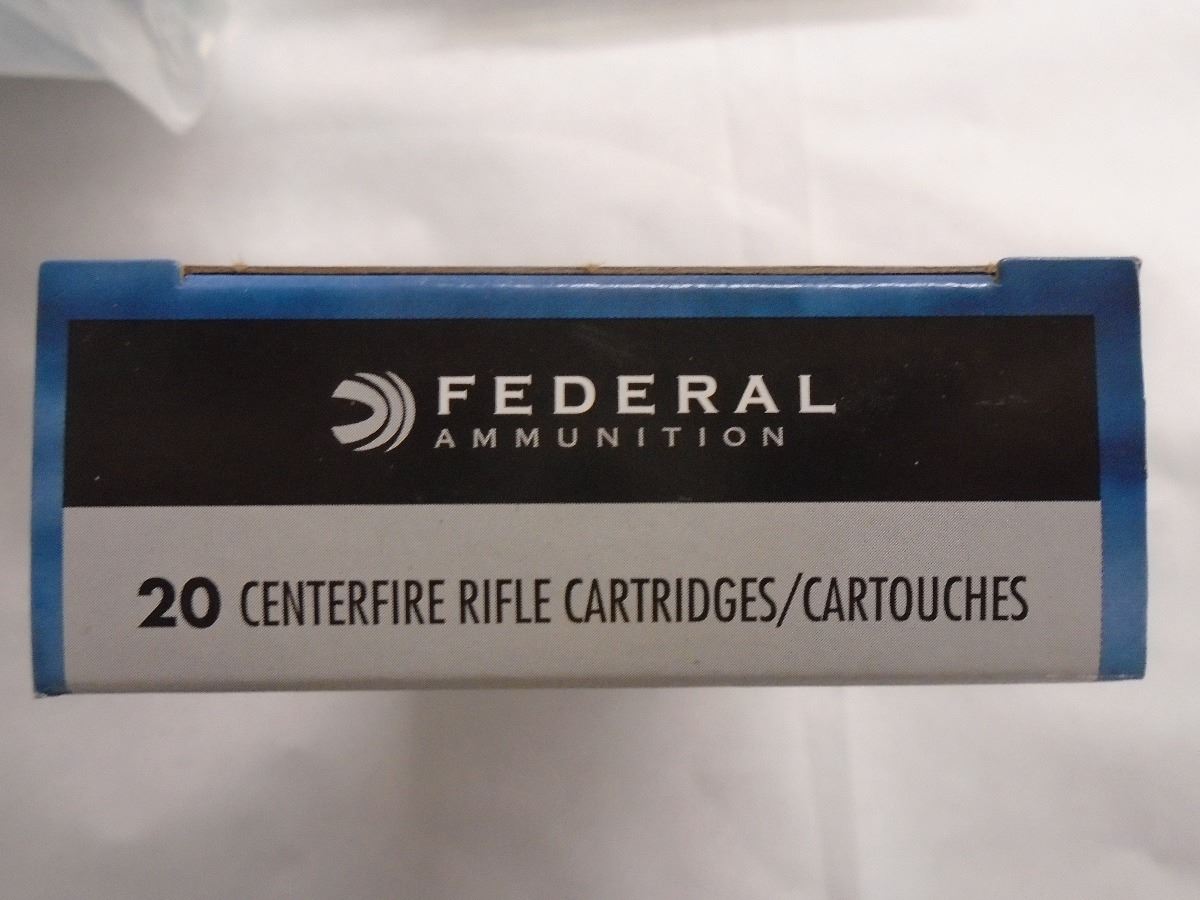 FEDERAL
AMMUNITION
20 CENTERFIRE RIFLE CARTRIDGES/CARTOUCHES